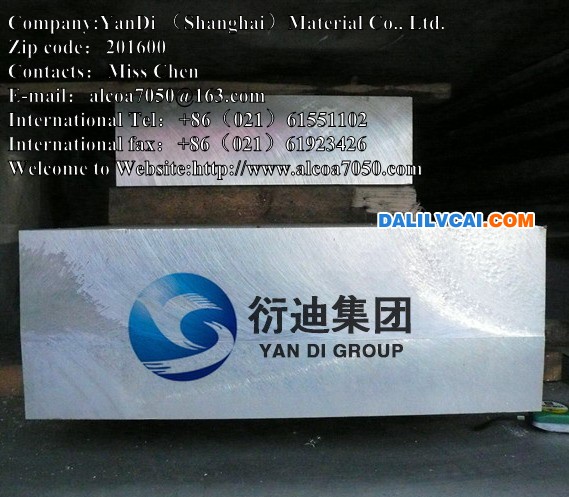 Company:YanDi （Shanghai）Material Co., Ltd.
Zip code：201600
Contacts：Miss Chen
E-mail：alcoa7050@163.com
International Tel：+86（021）61551102
International fax：+86（021）61923426
Welcome to Website:http://www.alcoa7050.com
DALILVCAI.COM
衍迪集团
YAN DI GROUP